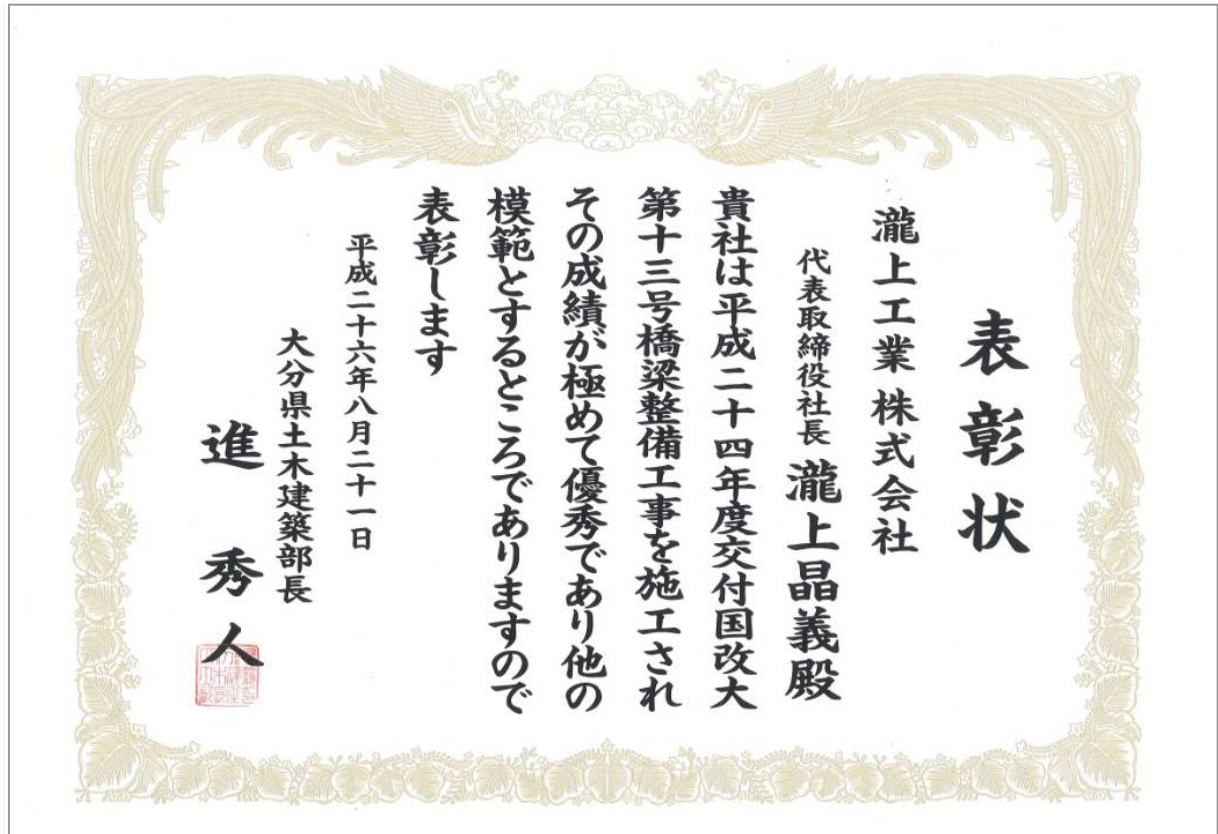 表彰状
瀧上工業株式会社
代表取締役社長 瀧上晶義殿
貴社は平成二十四年度交付国改大
第十三号橋梁整備工事を施工され
その成績が極めて優秀であり他の
模範とするところでありますので
表彰します
平成二十六年八月二十一日
大分県土木建築部長
進秀人